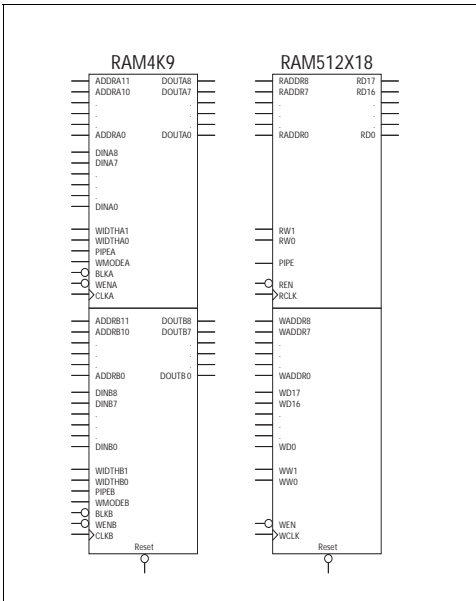 RAM4K9
ADDRA11 DOUTA8
ADDRA10 DOUTA7
. .
. .
. .
ADDRA0 DOUTA0
DINA8
DINA7
.
.
.
DINA0
WIDTHA1
WIDTHA0
PIPEA
WMODEA
BLKA
WENA
CLKA
ADDRB11 DOUTB8
ADDRB10 DOUTB7
. .
. .
. .
ADDRB0 DOUTB0
DINB8
DINB7
.
.
.
DINB0
WIDTHB1
WIDTHB0
PIPEB
WMODEB
BLKB
WENB
CLKB
Reset
RAM512X18
RADDR8 RD17
RADDR7 RD16
. .
. .
. .
RADDR0 RD0
RW1
RW0
PIPE
REN
RCLK
WADDR8
WADDR7
.
.
.
WADDR0
WD17
WD16
.
.
.
WD0
WW1
WW0
WEN
WCLK
Reset